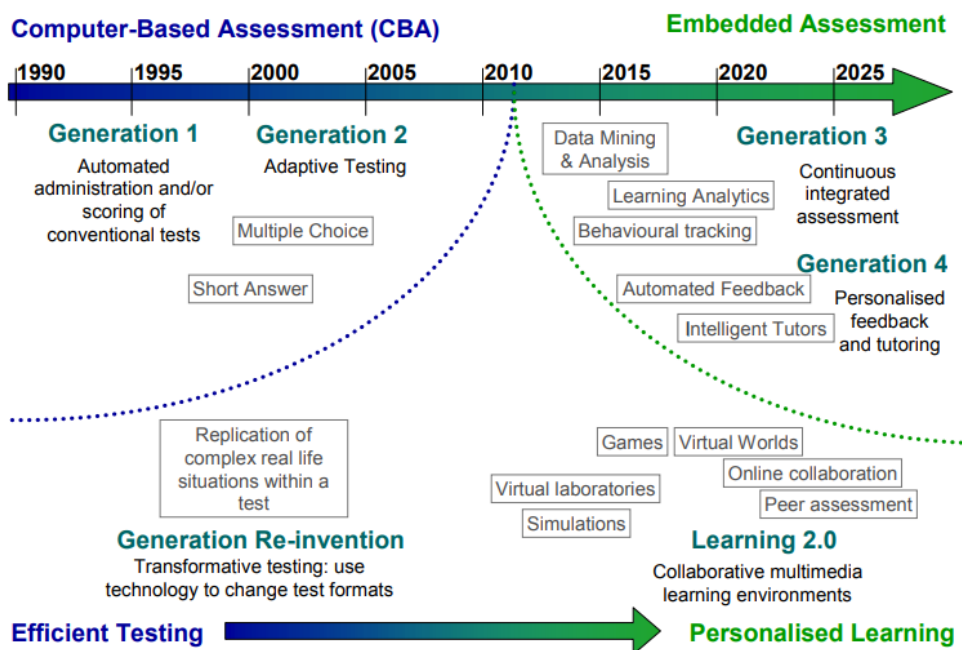 Computer-Based Assessment (CBA)
Embedded Assessment
1990 1995 2000 2005 2010 2015 2020 2025
Generation 1
Automated
administration and/or
scoring of
conventional tests
Generation 2
Adaptive Testing
Multiple Choice
Short Answer
Data Mining
& Analysis
Learning Analytics
Behavioural tracking
Generation 3
Continuous
integrated
assessment
Automated Feedback
Intelligent Tutors
Generation 4
Personalised
feedback
and tutoring
Replication of
complex real life
situations within a
test
Generation Re-invention
Transformative testing: use
technology to change test formats
Games
Virtual Worlds
Virtual laboratories
Simulations
Online collaboration
Peer assessment
Learning 2.0
Collaborative multimedia
learning environments
Efficient Testing
Personalised Learning